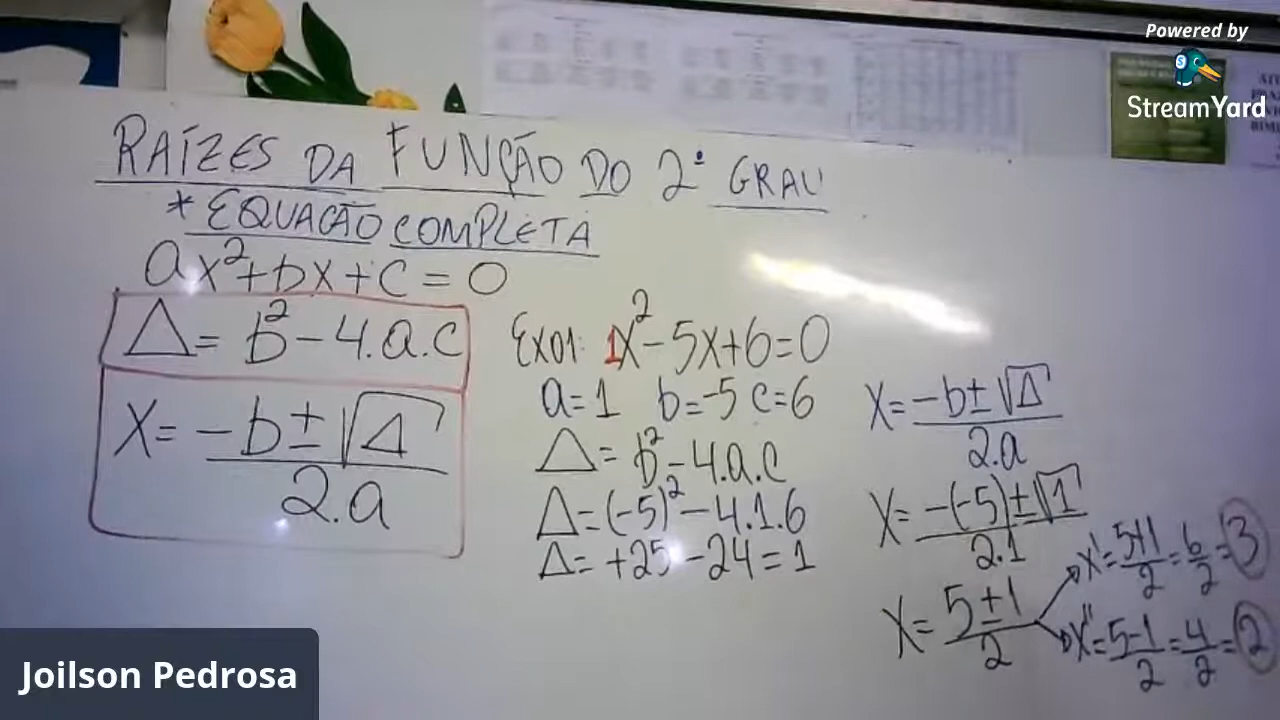 Powered by
StreamYard
RAÍZES DA FUNÇÃO DO 2º GRAU
* EQUAÇÃO COMPLETA
ax²+bx+c=0
Δ= b²-4.a.c
X= -b±√Δ / 2.a
Ex01: 1x²-5x+6=0
a=1 b=-5 c=6
Δ= b²-4.a.c
Δ=(-5)²-4.1.6
Δ=+25-24=1
X= -b±√Δ / 2.a
X= -(-5)±√1 / 2.1
X= 5±1 / 2
x'= 5+1 / 2 = 6 / 2 = 3
x''= 5-1 / 2 = 4 / 2 = 2
Joilson Pedrosa